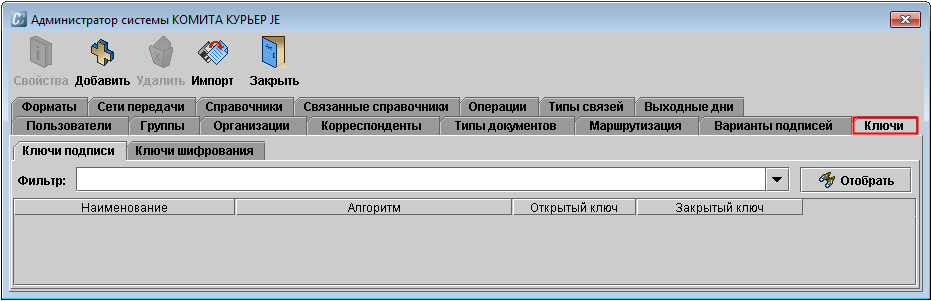 Администратор системы КОМИТА КУРЬЕР JE
Свойства Добавить Удалить Импорт Закрыть
Форматы Сети передачи Справочники Связанные справочники Операции Типы связей Выходные дни
Пользователи Группы Организации Корреспонденты Типы документов Маршрутизация Варианты подписей Ключи
Ключи подписи Ключи шифрования
Фильтр: Отобрать
Наименование Алгоритм Открытый ключ Закрытый ключ